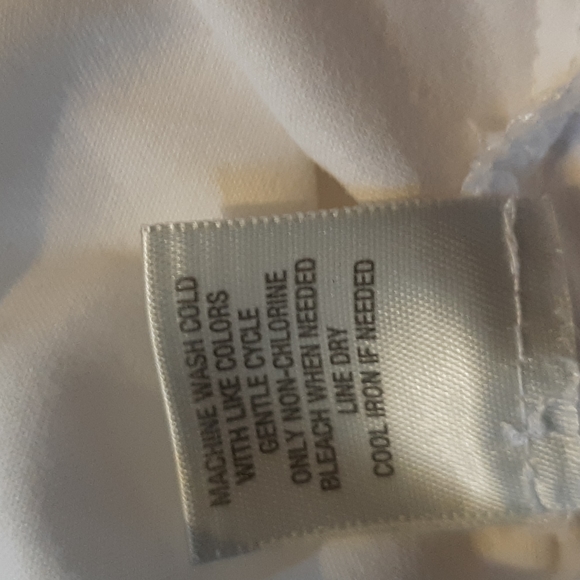 MACHINE WASH COLD
WITH LIKE COLORS
GENTLE CYCLE
ONLY NON-CHLORINE
BLEACH WHEN NEEDED
LINE DRY
COOL IRON IF NEEDED